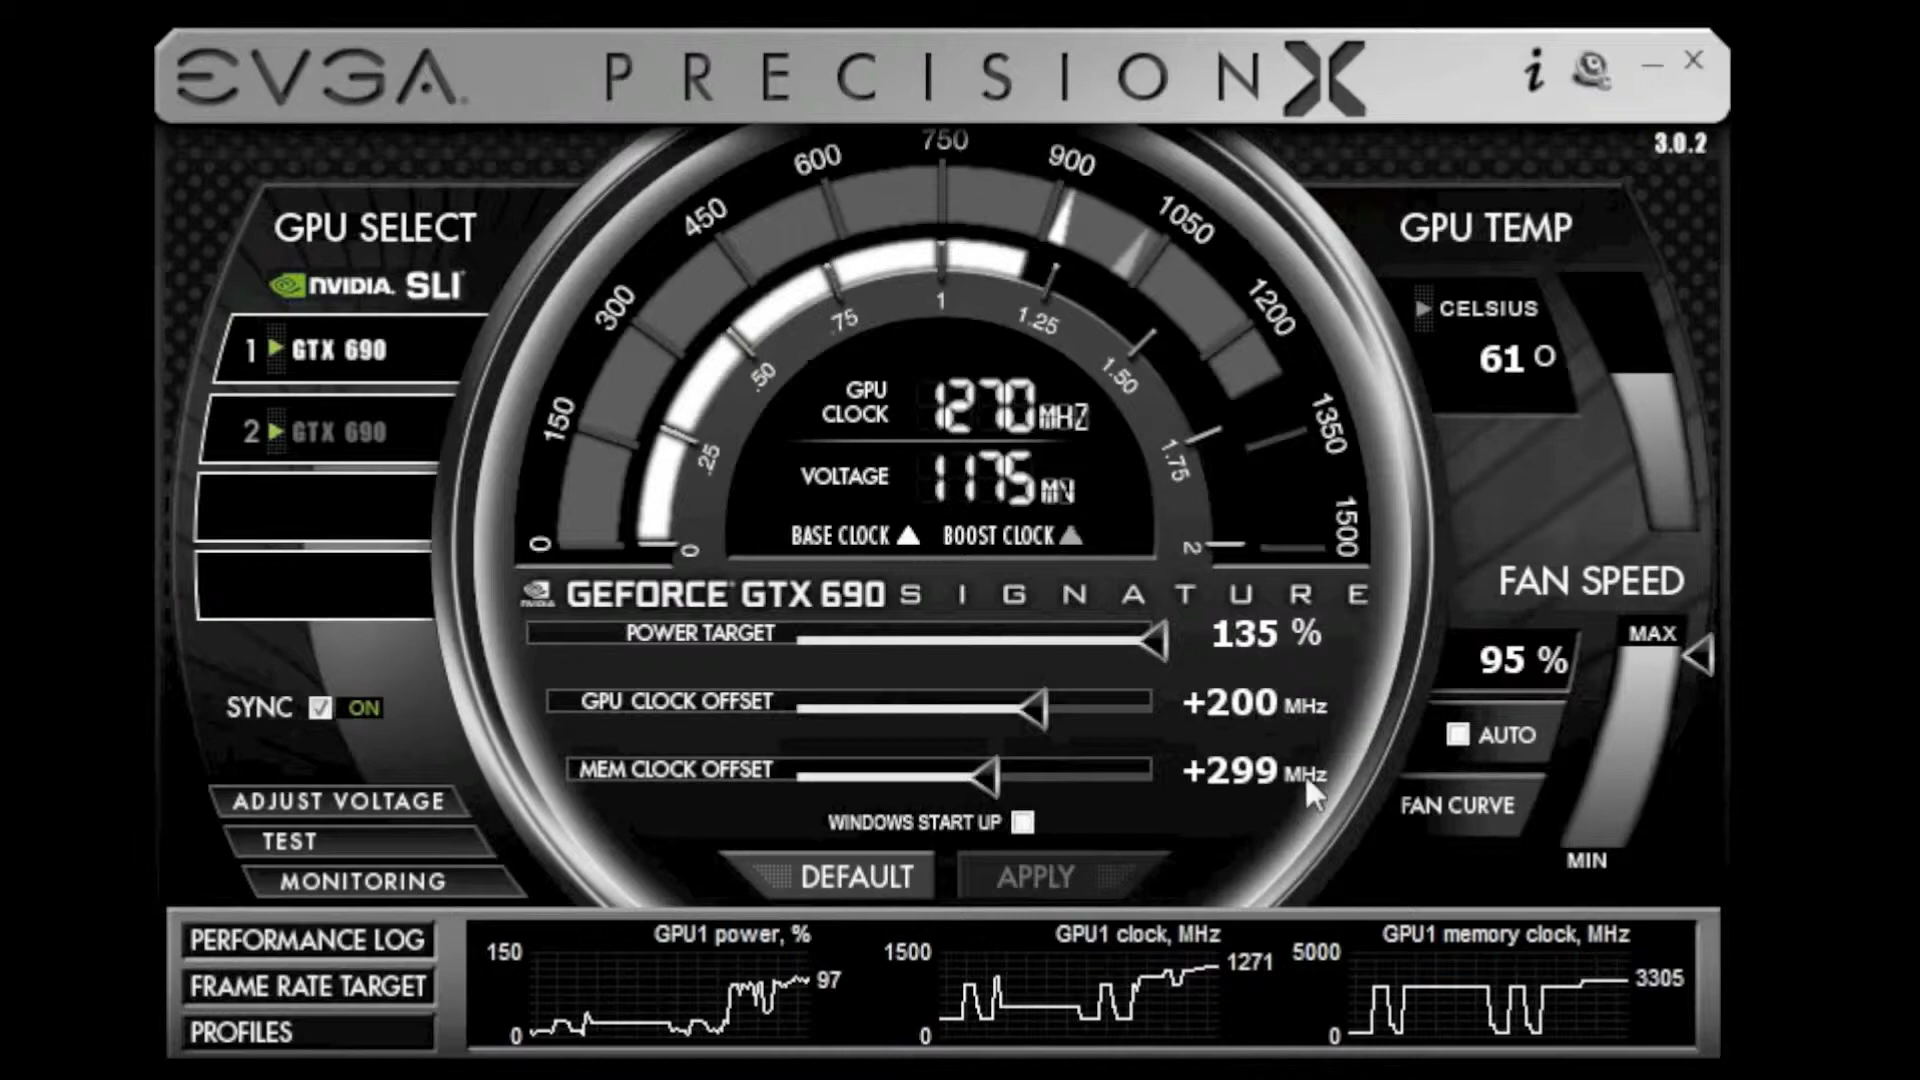 EVGA PRECISION X
i
3.0.2
GPU SELECT
NVIDIA. SLI
1 GTX 690
2 GTX 690
SYNC ON
ADJUST VOLTAGE
TEST
MONITORING
0 150 300 450 600 750 900 1050 1200 1350 1500
0 .25 .50 .75 1 1.25 1.50 1.75 2
GPU CLOCK 1270 MHZ
VOLTAGE 1175 MV
BASE CLOCK BOOST CLOCK
NVIDIA GEFORCE GTX 690 SIGNATURE
POWER TARGET 135 %
GPU CLOCK OFFSET +200 MHz
MEM CLOCK OFFSET +299 MHz
WINDOWS START UP
DEFAULT APPLY
GPU TEMP
CELSIUS
61 O
FAN SPEED
MAX
95 %
AUTO
FAN CURVE
MIN
PERFORMANCE LOG
FRAME RATE TARGET
PROFILES
GPU1 power, %
150
97
0
GPU1 clock, MHz
1500
1271
0
GPU1 memory clock, MHz
5000
3305
0